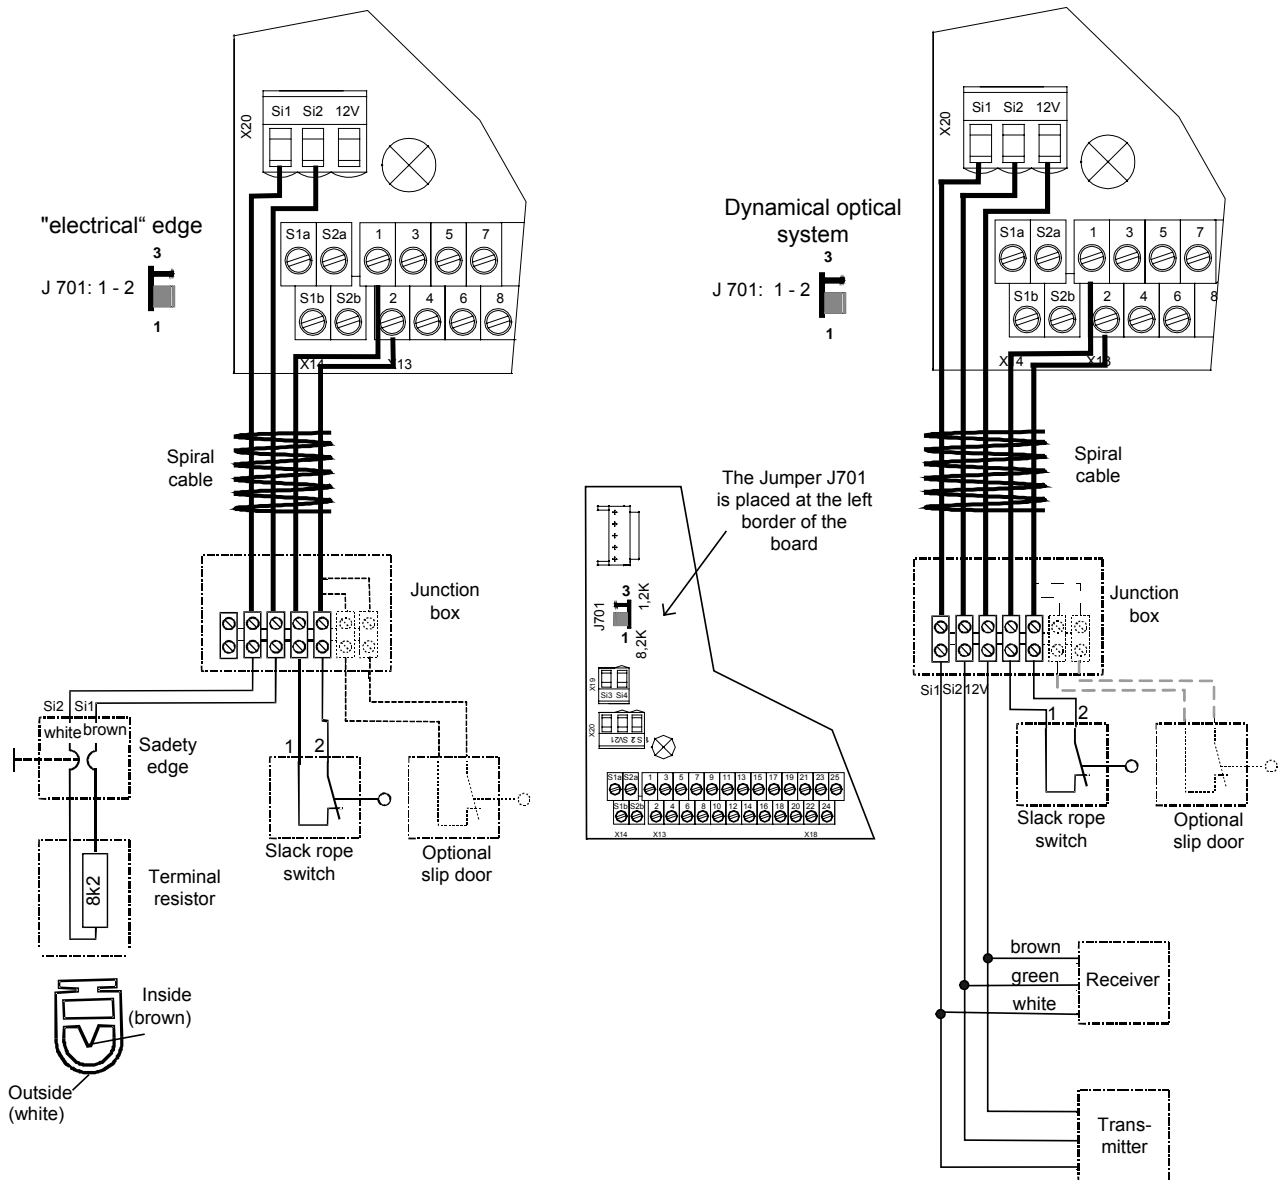 Si1 Si2 12V
X20
"electrical“ edge
3
J 701: 1 - 2
1
S1a S2a 1 3 5 7
S1b S2b 2 4 6 8
X14 X13
Spiral
cable
Junction
box
Si2 Si1
white brown
Sadety
edge
1 2
Slack rope
switch
Optional
slip door
8k2
Terminal
resistor
Inside
(brown)
Outside
(white)
The Jumper J701
is placed at the left
border of the
board
3
J701
1
1,2K
8,2K
X19
Si3 Si4
X20
1 S 2 SV21
S1a S2a 1 3 5 7 9 11 13 15 17 19 21 23 25
S1b S2b 2 4 6 8 10 12 14 16 18 20 22 24
X14 X13 X18
Si1 Si2 12V
X20
Dynamical optical
system
3
J 701: 1 - 2
1
S1a S2a 1 3 5 7
S1b S2b 2 4 6 8
X14 X13
Spiral
cable
Junction
box
Si1 Si2 12V
1 2
Slack rope
switch
Optional
slip door
brown
green
white
Receiver
Trans-
mitter